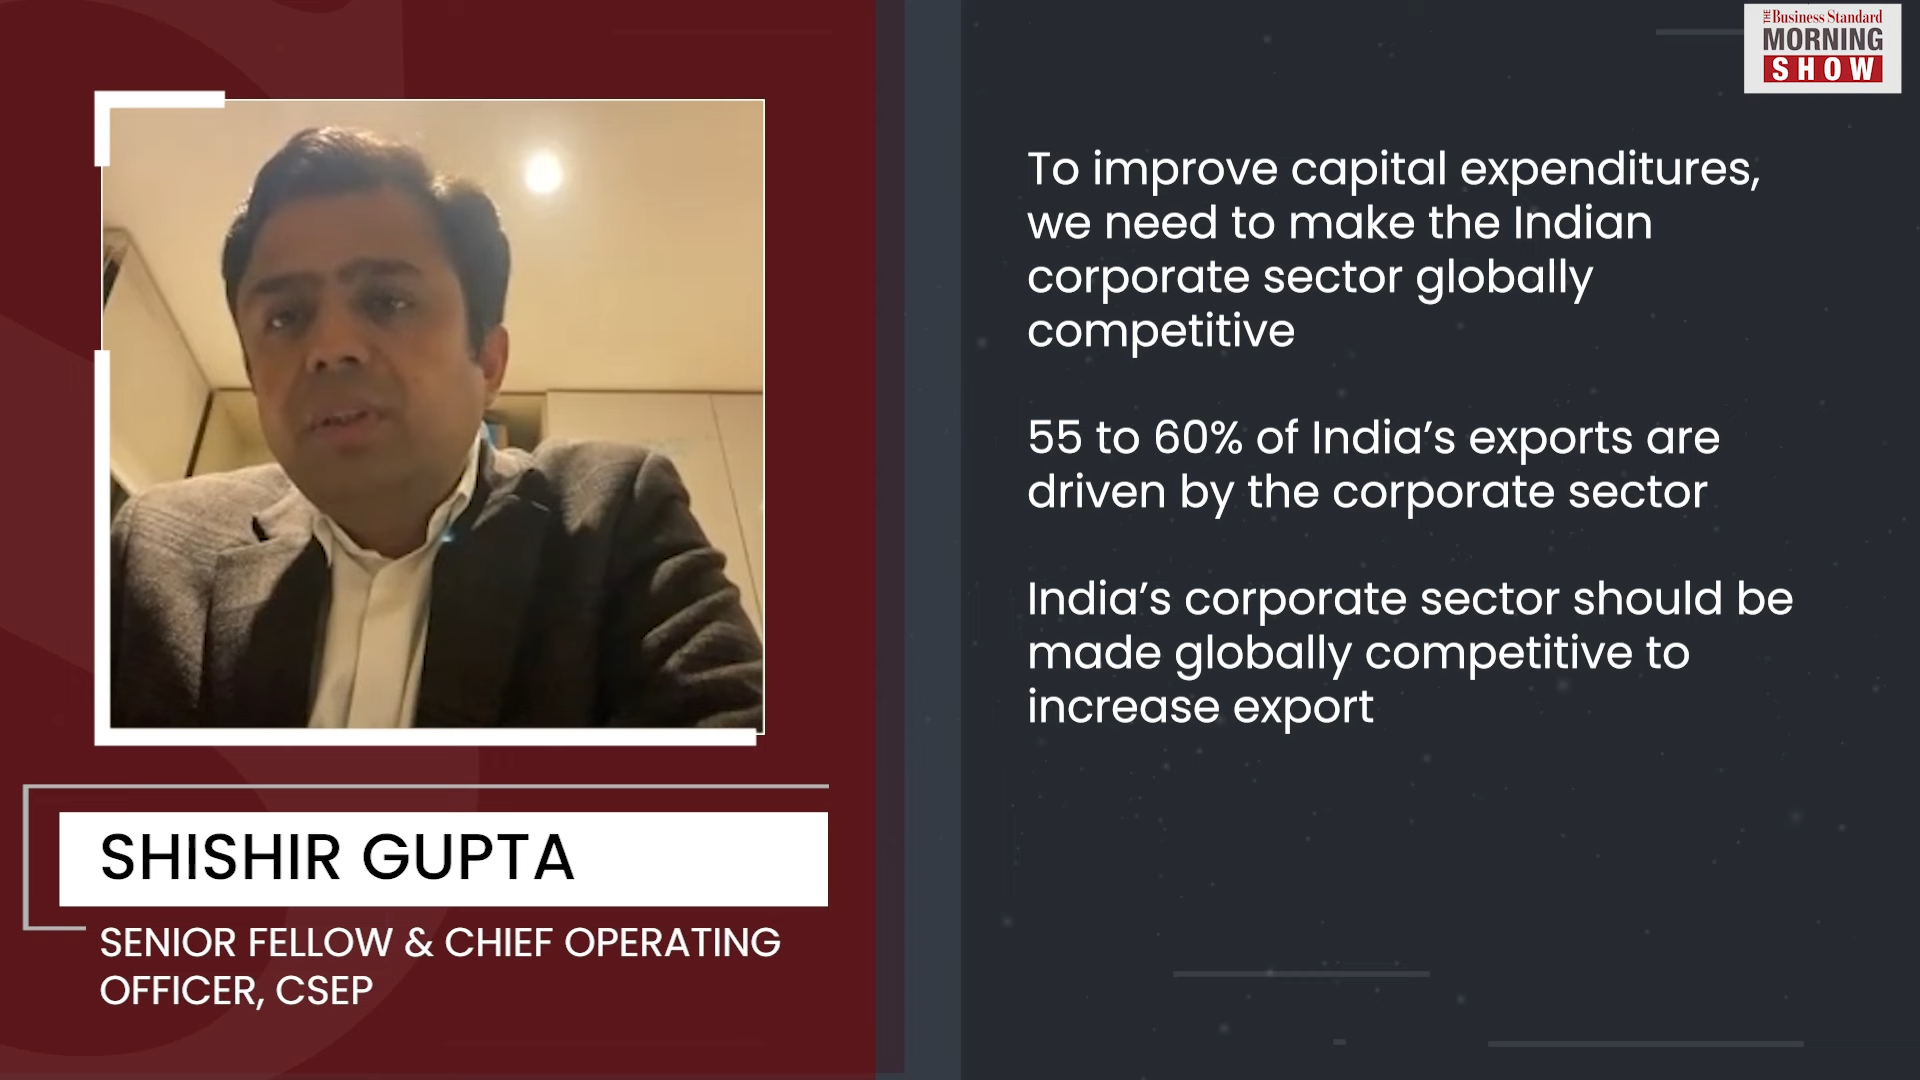 THE Business Standard
MORNING
SHOW
To improve capital expenditures,
we need to make the Indian
corporate sector globally
competitive
55 to 60% of India’s exports are
driven by the corporate sector
India’s corporate sector should be
made globally competitive to
increase export
SHISHIR GUPTA
SENIOR FELLOW & CHIEF OPERATING
OFFICER, CSEP